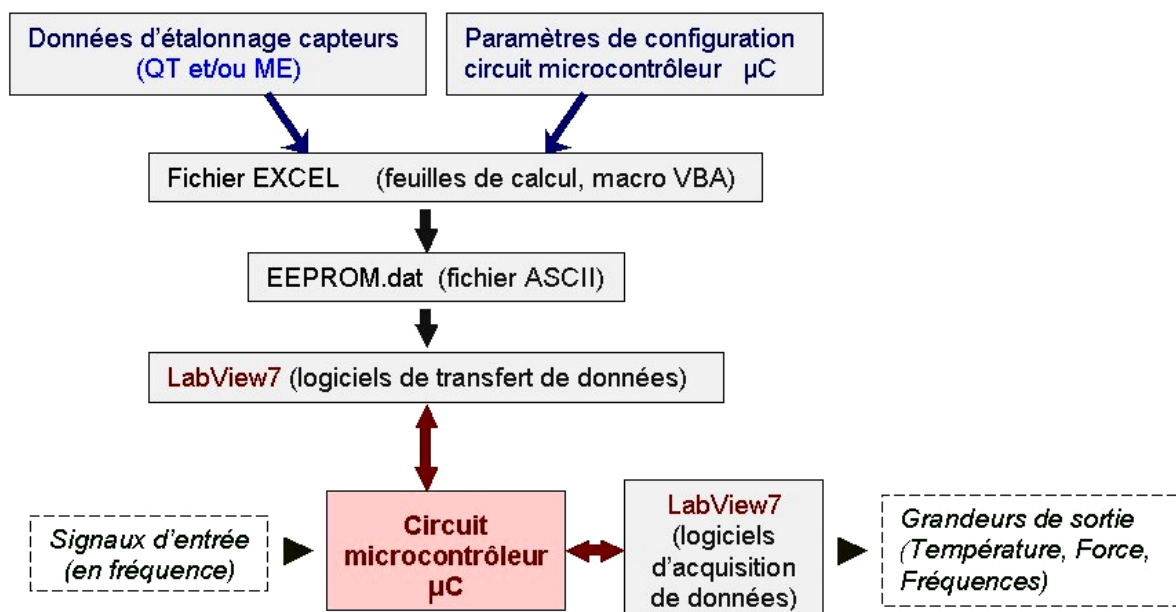 Données d'étalonnage capteurs
(QT et/ou ME)
Paramètres de configuration
circuit microcontrôleur µC
Fichier EXCEL (feuilles de calcul, macro VBA)
EEPROM.dat (fichier ASCII)
LabView7 (logiciels de transfert de données)
Signaux d'entrée
(en fréquence)
Circuit
microcontrôleur
µC
LabView7
(logiciels
d'acquisition
de données)
Grandeurs de sortie
(Température, Force,
Fréquences)